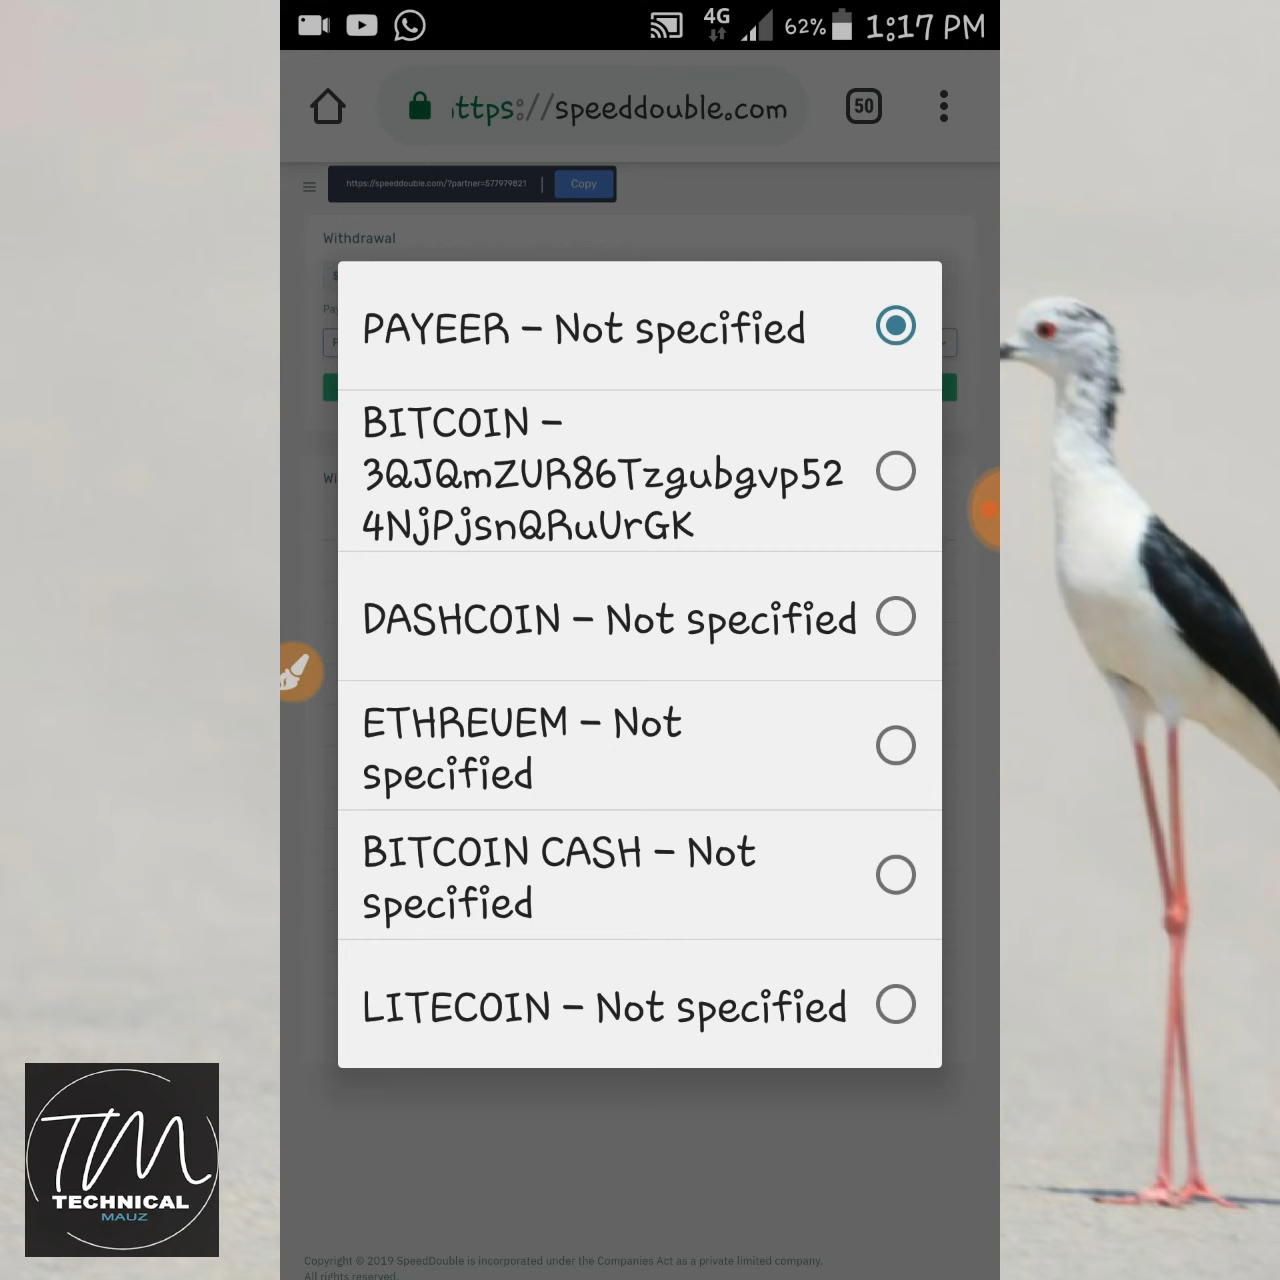 4G 62% 1:17 PM
ttps://speeddouble.com 50
https://speeddouble.com/?partner=577979821 Copy
Withdrawal
PAYEER – Not specified
BITCOIN –
3QJQmZUR86Tzgubgvp52
4NjPjsnQRuUrGK
DASHCOIN – Not specified
ETHREUEM – Not
specified
BITCOIN CASH – Not
specified
LITECOIN – Not specified
TM
TECHNICAL
MAUZ
Copyright © 2019 SpeedDouble is incorporated under the Companies Act as a private limited company.
All rights reserved.